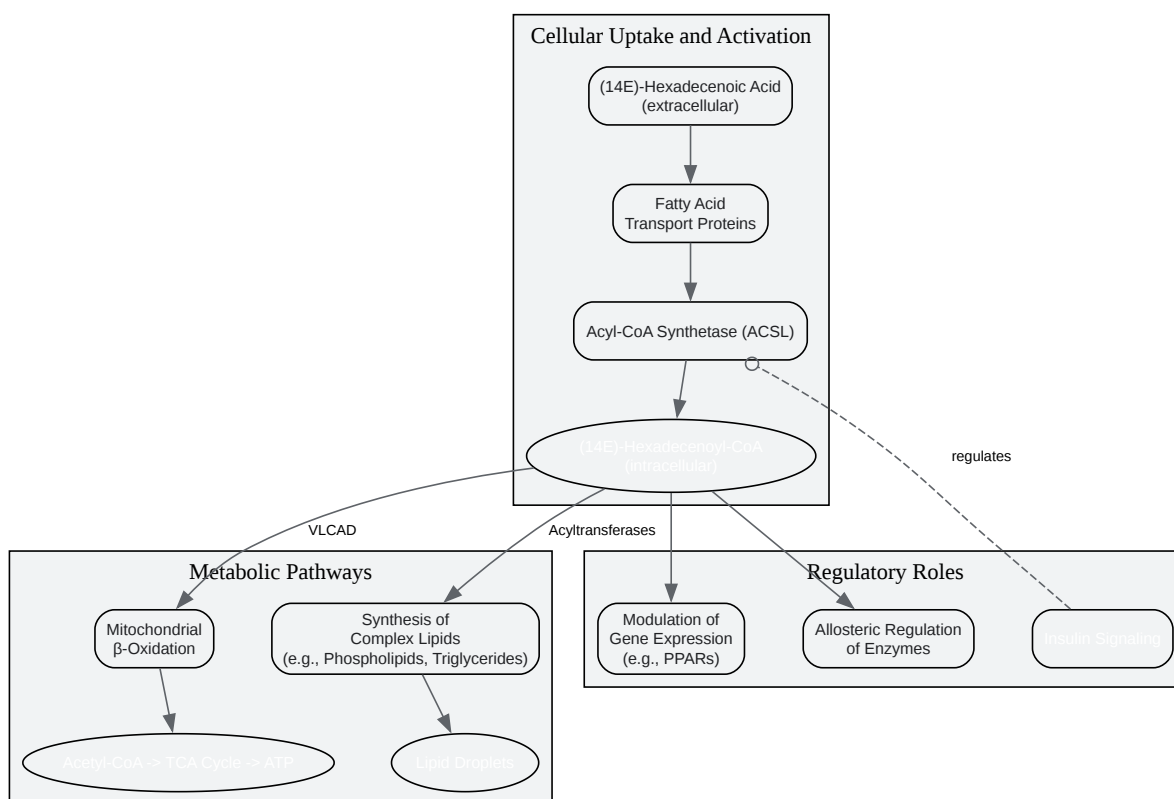 Cellular Uptake and Activation
(14E)-Hexadecenoic Acid
(extracellular)
Fatty Acid
Transport Proteins
Acyl-CoA Synthetase (ACSL)
(14E)-Hexadecenoyl-CoA
(intracellular)
regulates
VLCAD
Acyltransferases
Metabolic Pathways
Mitochondrial
β-Oxidation
Synthesis of
Complex Lipids
(e.g., Phospholipids, Triglycerides)
Acetyl-CoA -> TCA Cycle -> ATP
Lipid Droplets
Regulatory Roles
Modulation of
Gene Expression
(e.g., PPARs)
Allosteric Regulation
of Enzymes
Insulin Signaling